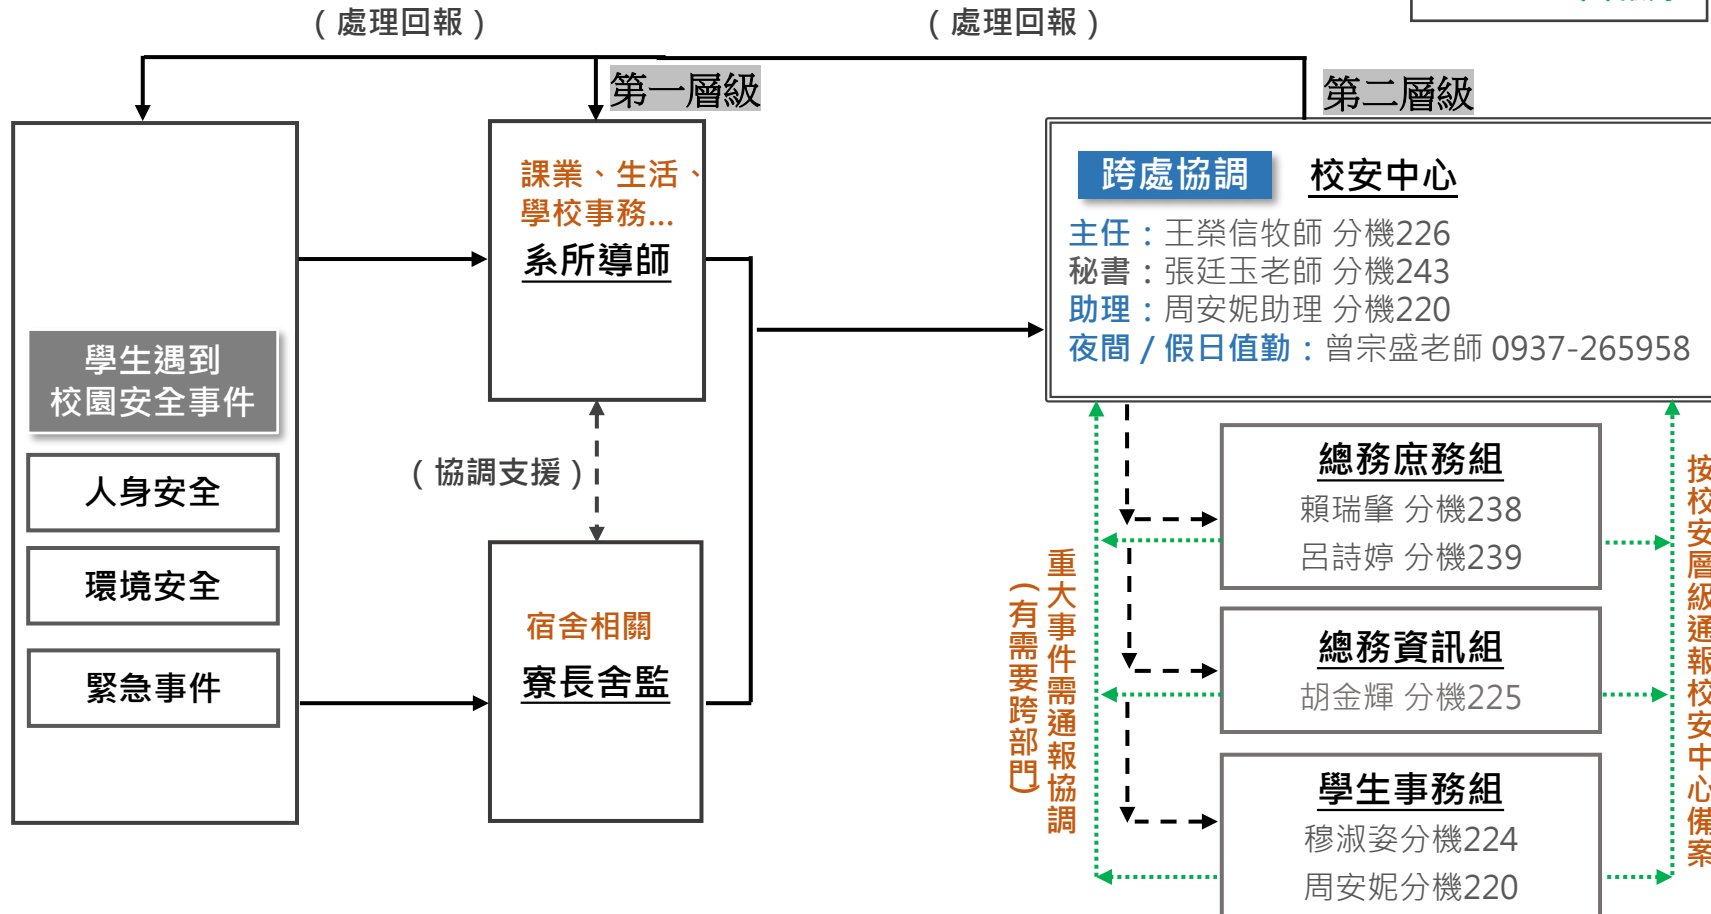 （處理回報）
（處理回報）
第一層級
第二層級
學生遇到
校園安全事件
人身安全
環境安全
緊急事件
課業、生活、
學校事務...
系所導師
（協調支援）
宿舍相關
寮長舍監
跨處協調
校安中心
主任：王榮信牧師 分機226
秘書：張廷玉老師 分機243
助理：周安妮助理 分機220
夜間 / 假日值勤：曾宗盛老師 0937-265958
重大事件需通報協調
（有需要跨部門）
總務庶務組
賴瑞肇 分機238
呂詩婷 分機239
總務資訊組
胡金輝 分機225
學生事務組
穆淑姿分機224
周安妮分機220
按校安層級通報校安中心備案